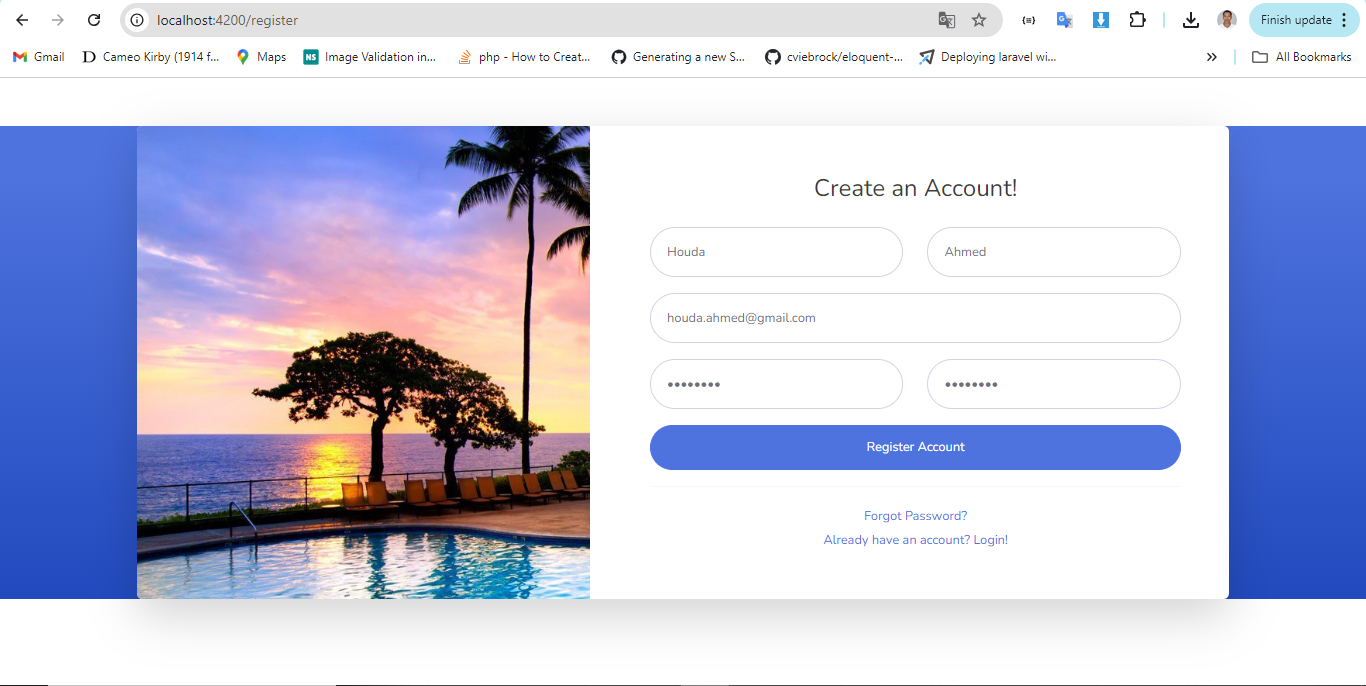 localhost:4200/register
Finish update
Gmail
D Cameo Kirby (1914 f...
Maps
NS Image Validation in...
php - How to Creat...
Generating a new S...
cviebrock/eloquent-...
Deploying laravel wi...
»
All Bookmarks
Create an Account!
Houda Ahmed
houda.ahmed@gmail.com
•••••••• ••••••••
Register Account
Forgot Password?
Already have an account? Login!